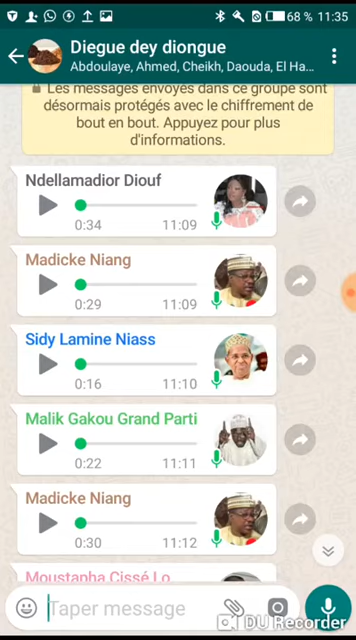 68 % 11:35
Diegue dey diongue
Abdoulaye, Ahmed, Cheikh, Daouda, El Ha...
Les messages envoyés dans ce groupe sont
désormais protégés avec le chiffrement de
bout en bout. Appuyez pour plus
d'informations.
Ndellamadior Diouf
0:34 11:09
Madicke Niang
0:29 11:09
Sidy Lamine Niass
0:16 11:10
Malik Gakou Grand Parti
0:22 11:11
Madicke Niang
0:30 11:12
Moustapha Cissé Lo
Taper message
DU Recorder